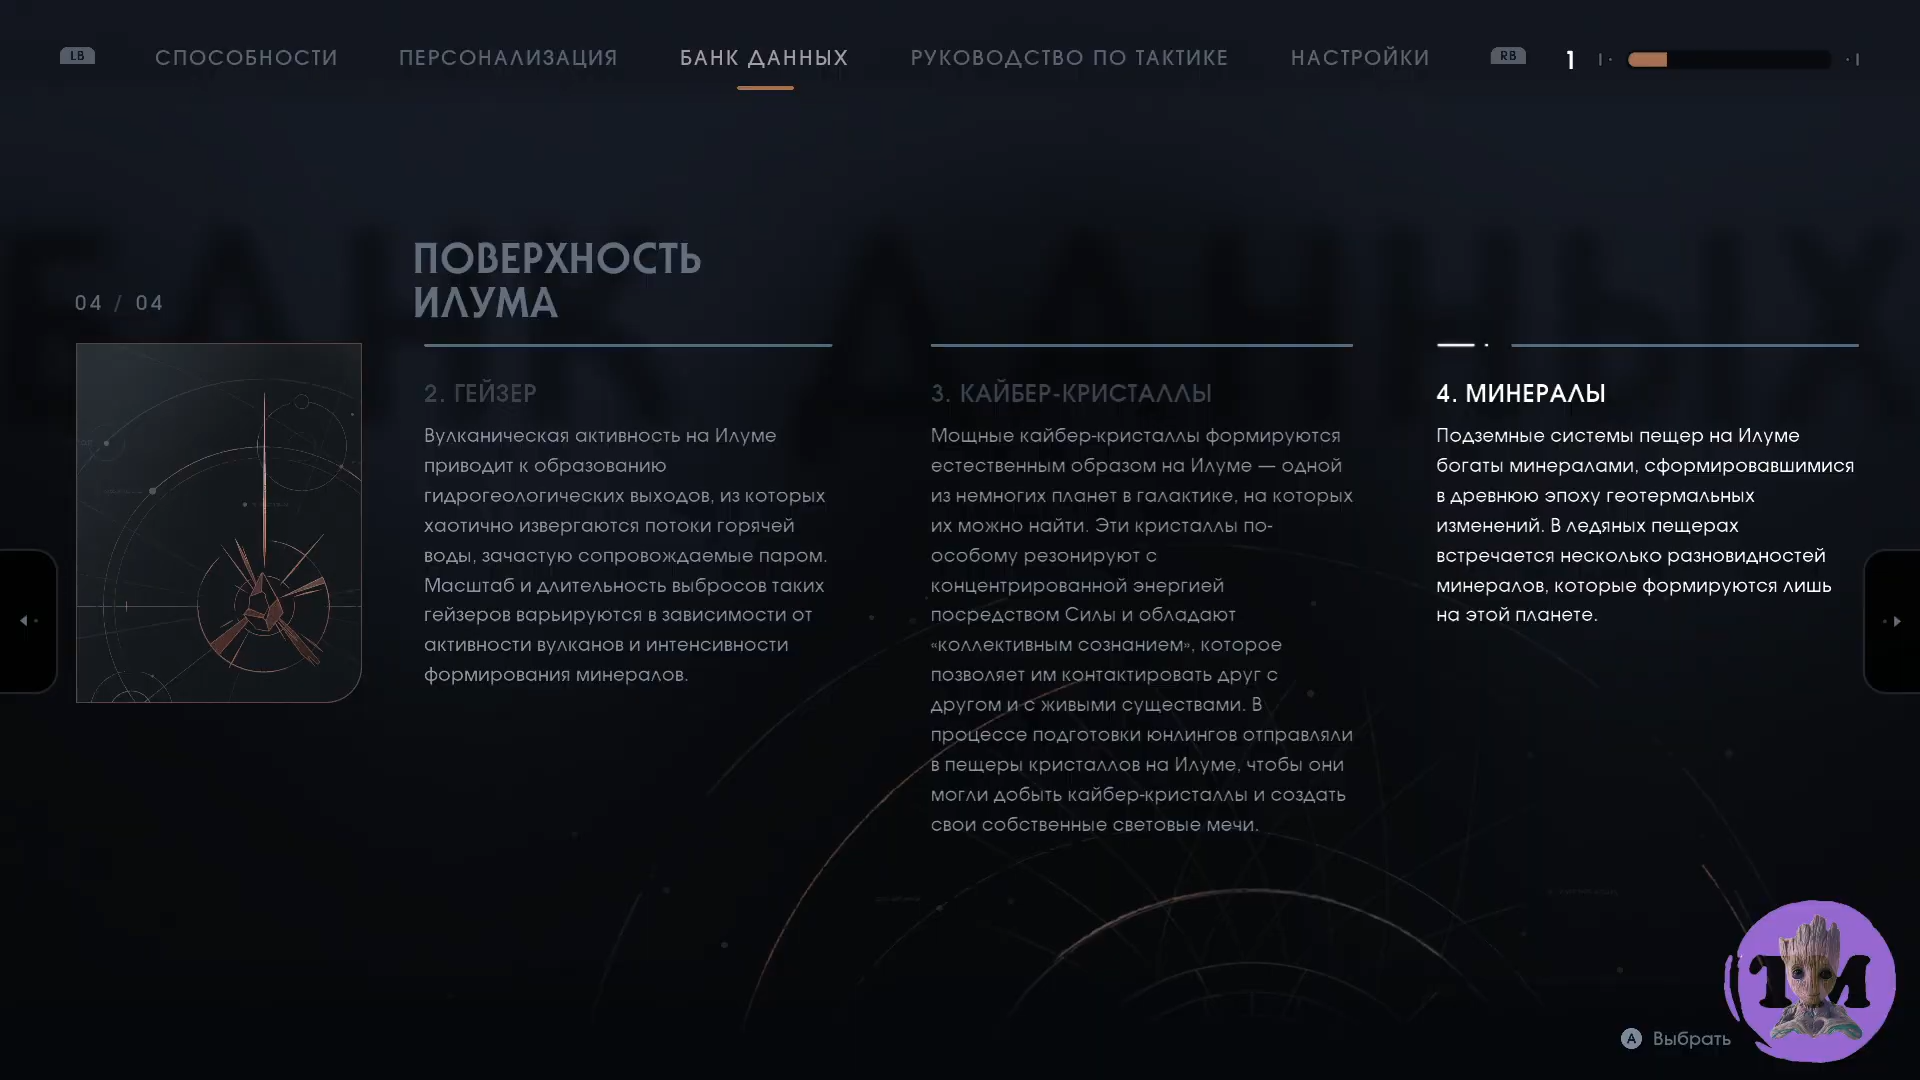 LB
СПОСОБНОСТИ
ПЕРСОНАЛИЗАЦИЯ
БАНК ДАННЫХ
РУКОВОДСТВО ПО ТАКТИКЕ
НАСТРОЙКИ
RB
1
БАНК ДАННЫХ
04 / 04
ПОВЕРХНОСТЬ
ИЛУМА
2. ГЕЙЗЕР
Вулканическая активность на Илуме
приводит к образованию
гидрогеологических выходов, из которых
хаотично извергаются потоки горячей
воды, зачастую сопровождаемые паром.
Масштаб и длительность выбросов таких
гейзеров варьируются в зависимости от
активности вулканов и интенсивности
формирования минералов.
3. КАЙБЕР-КРИСТАЛЛЫ
Мощные кайбер-кристаллы формируются
естественным образом на Илуме — одной
из немногих планет в галактике, на которых
их можно найти. Эти кристаллы по-
особому резонируют с
концентрированной энергией
посредством Силы и обладают
«коллективным сознанием», которое
позволяет им контактировать друг с
другом и с живыми существами. В
процессе подготовки юнлингов отправляли
в пещеры кристаллов на Илуме, чтобы они
могли добыть кайбер-кристаллы и создать
свои собственные световые мечи.
4. МИНЕРАЛЫ
Подземные системы пещер на Илуме
богаты минералами, сформировавшимися
в древнюю эпоху геотермальных
изменений. В ледяных пещерах
встречается несколько разновидностей
минералов, которые формируются лишь
на этой планете.
A Выбрать